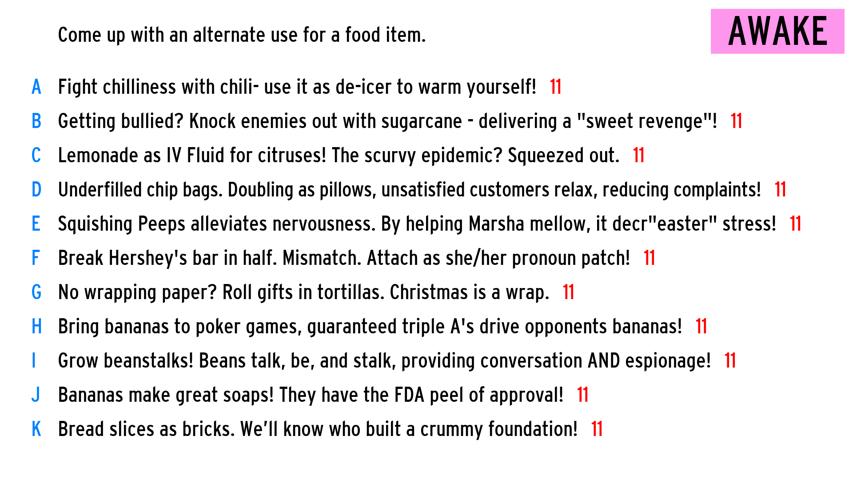 Come up with an alternate use for a food item.
AWAKE
A Fight chilliness with chili- use it as de-icer to warm yourself! 11
B Getting bullied? Knock enemies out with sugarcane - delivering a "sweet revenge"! 11
C Lemonade as IV Fluid for citruses! The scurvy epidemic? Squeezed out. 11
D Underfilled chip bags. Doubling as pillows, unsatisfied customers relax, reducing complaints! 11
E Squishing Peeps alleviates nervousness. By helping Marsha mellow, it decr"easter" stress! 11
F Break Hershey's bar in half. Mismatch. Attach as she/her pronoun patch! 11
G No wrapping paper? Roll gifts in tortillas. Christmas is a wrap. 11
H Bring bananas to poker games, guaranteed triple A's drive opponents bananas! 11
I Grow beanstalks! Beans talk, be, and stalk, providing conversation AND espionage! 11
J Bananas make great soaps! They have the FDA peel of approval! 11
K Bread slices as bricks. We'll know who built a crummy foundation! 11